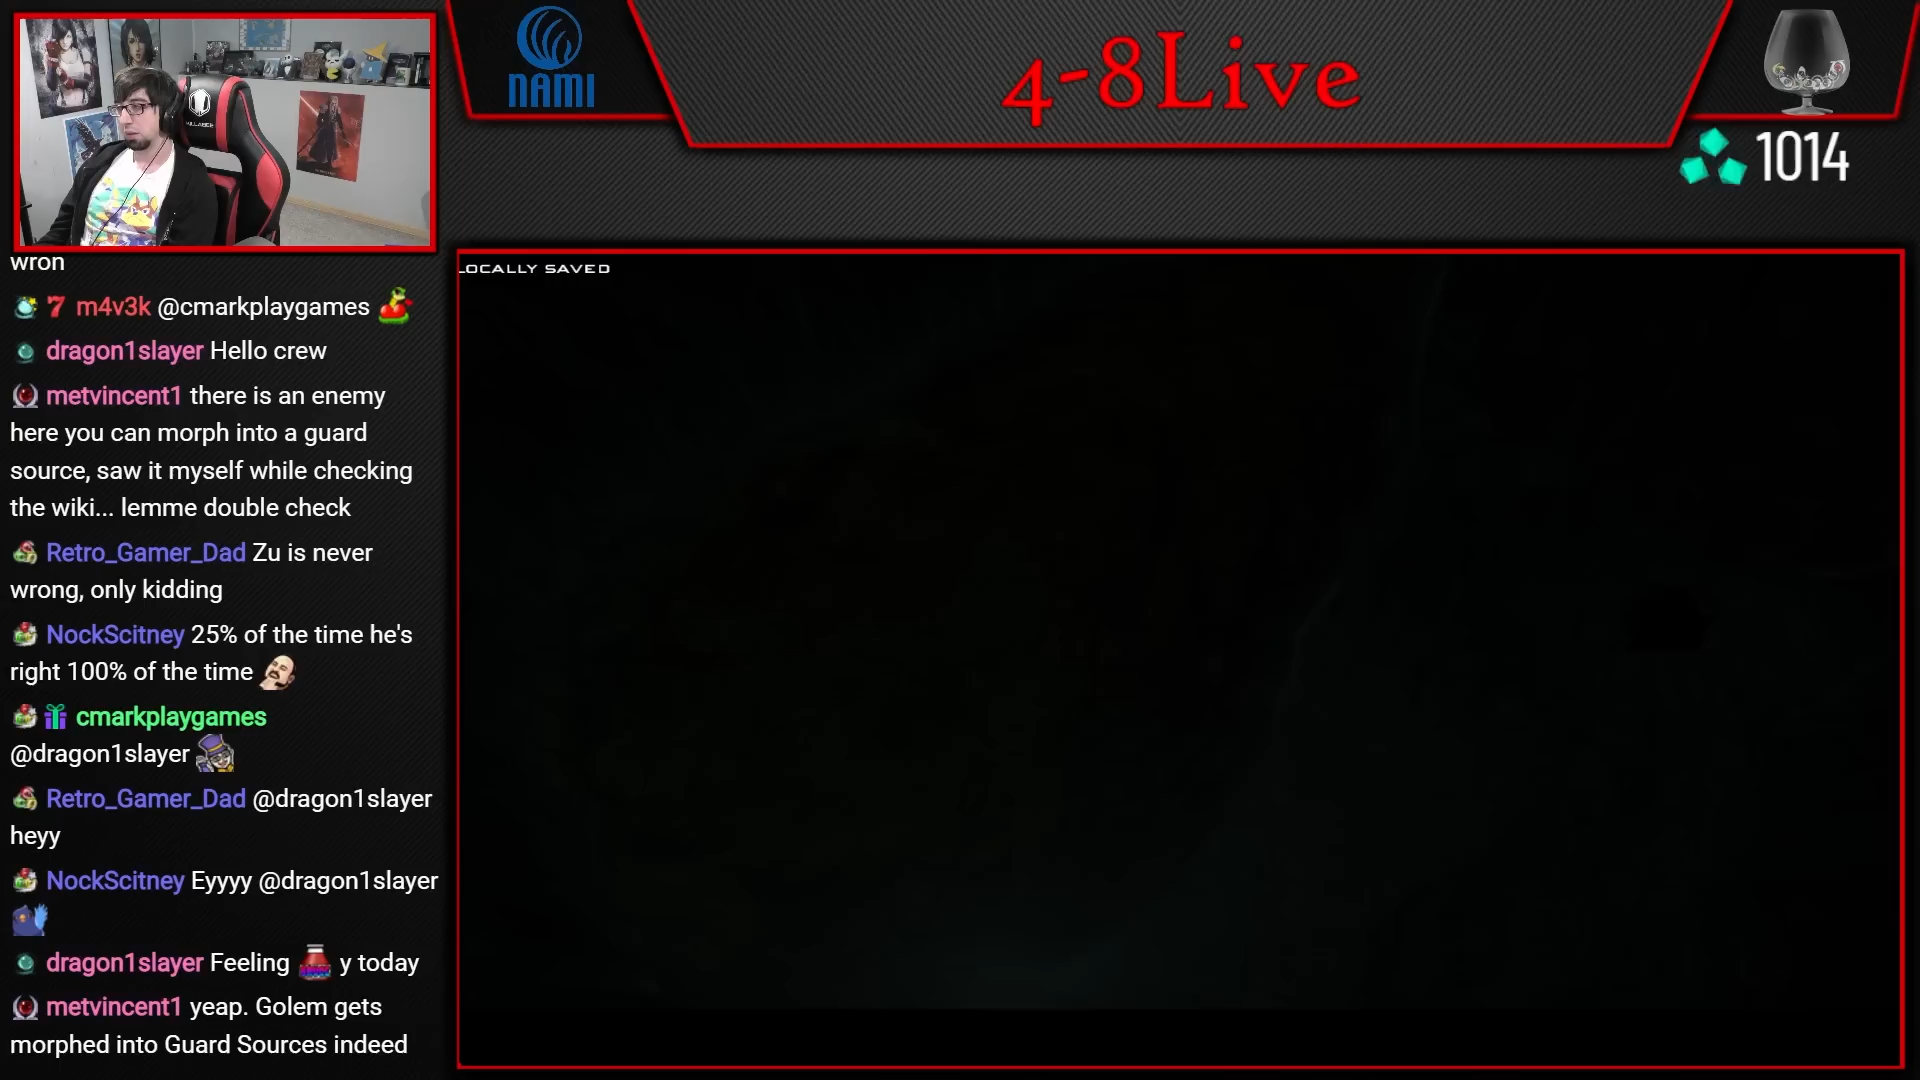 NAMI
4-8Live
1014
LOCALLY SAVED
wron
7 m4v3k @cmarkplaygames
dragon1slayer Hello crew
metvincent1 there is an enemy
here you can morph into a guard
source, saw it myself while checking
the wiki... lemme double check
Retro_Gamer_Dad Zu is never
wrong, only kidding
NockScitney 25% of the time he's
right 100% of the time
cmarkplaygames
@dragon1slayer
Retro_Gamer_Dad @dragon1slayer
heyy
NockScitney Eyyyy @dragon1slayer
dragon1slayer Feeling y today
metvincent1 yeap. Golem gets
morphed into Guard Sources indeed